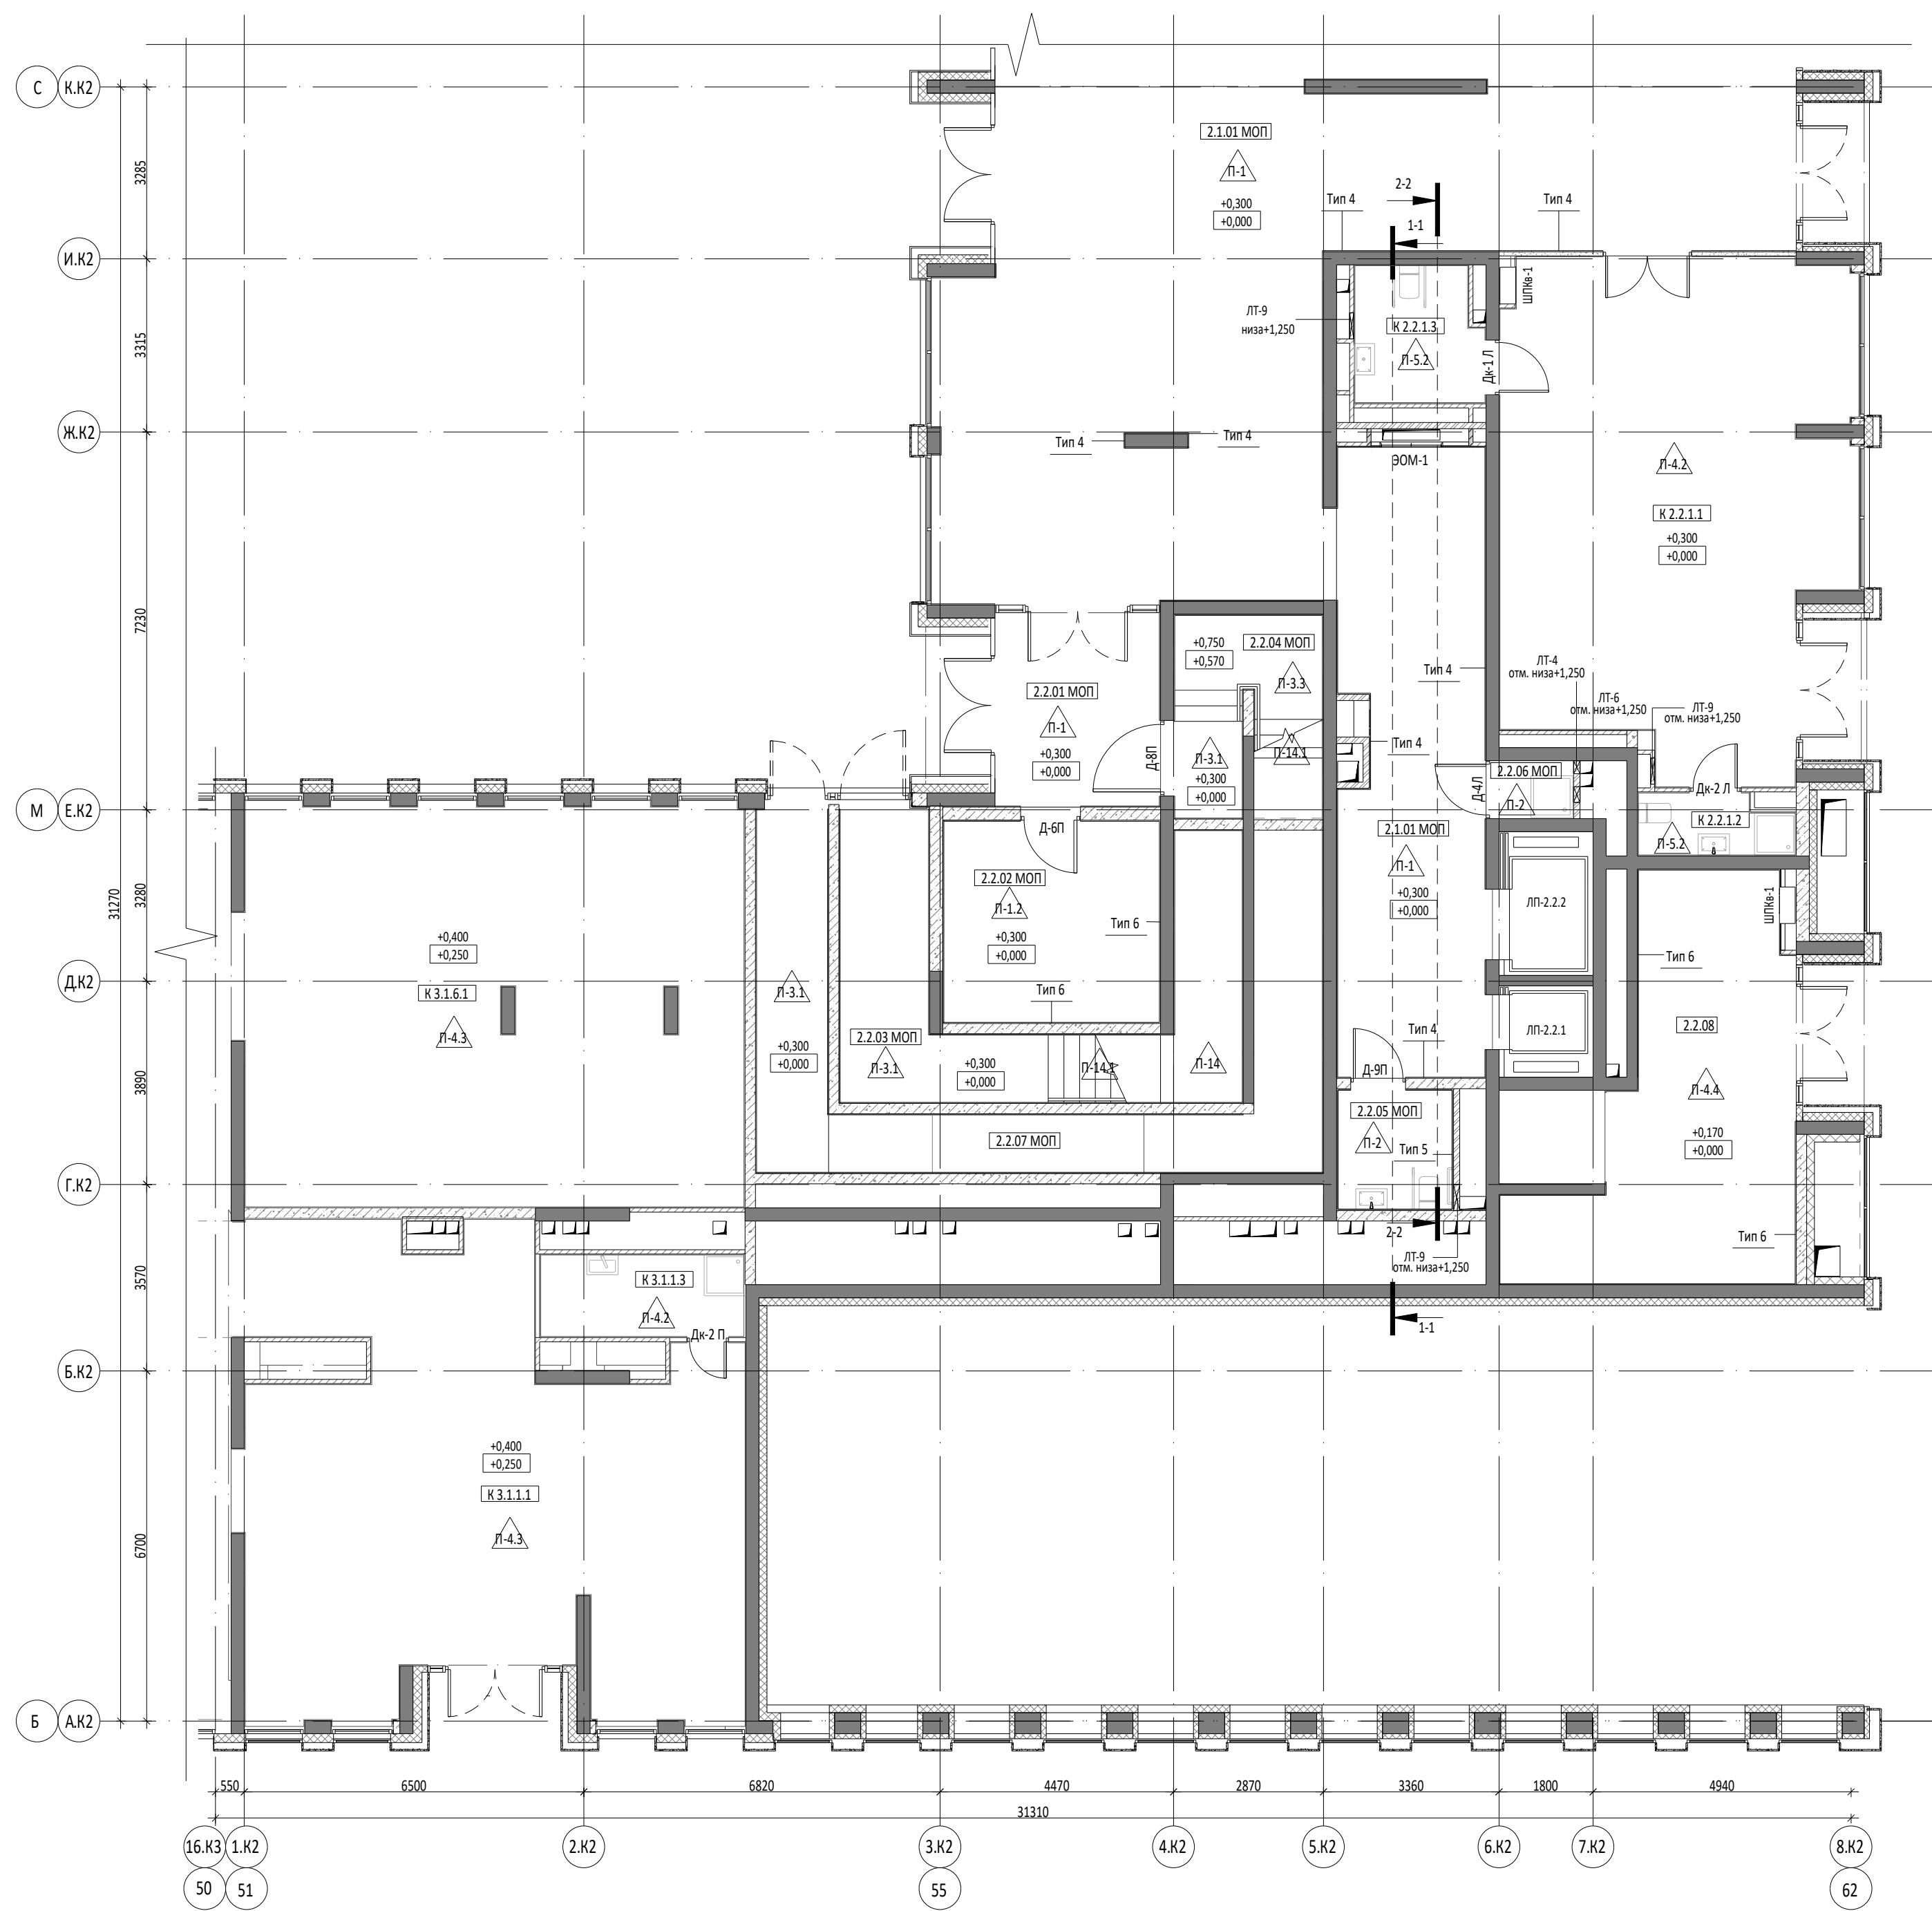 С
К.К2
2.1.01 МОП
П-1
+0,300
+0,000
3285
2-2
Тип 4
Тип 4
1-1
И.К2
ШПКв-1
ЛТ-9
низа+1,250
К 2.2.1.3
П-5.2
3315
Дк-1 Л
Ж.К2
Тип 4
Тип 4
ЭОМ-1
П-4.2
К 2.2.1.1
+0,300
+0,000
7230
+0,750
+0,570
2.2.04 МОП
П-3.3
Тип 4
ЛТ-4
отм. низа+1,250
2.2.01 МОП
П-1
ЛТ-6
отм. низа+1,250
ЛТ-9
отм. низа+1,250
+0,300
+0,000
Д-8П
П-3.1
П-14.1
Тип 4
+0,300
+0,000
Д-4Л
2.2.06 МОП
П-2
Дк-2 Л
М
Е.К2
Д-6П
2.1.01 МОП
П-1
К 2.2.1.2
П-5.2
31270
3280
2.2.02 МОП
П-1.2
Тип 6
+0,300
+0,000
ЛП-2.2.2
ШПКв-1
+0,400
+0,250
+0,300
+0,000
Тип 6
Д.К2
К 3.1.6.1
П-4.3
П-3.1
Тип 6
2.2.08
2.2.03 МОП
П-3.1
+0,300
+0,000
+0,300
+0,000
П-14.1
П-14
Тип 4
ЛП-2.2.1
3890
Д-9П
П-4.4
2.2.05 МОП
П-2
2.2.07 МОП
Тип 5
+0,170
+0,000
Г.К2
2-2
Тип 6
ЛТ-9
отм. низа+1,250
3570
К 3.1.1.3
П-4.2
Дк-2 П
1-1
Б.К2
+0,400
+0,250
К 3.1.1.1
П-4.3
6700
Б
А.К2
550
6500
6820
4470
2870
3360
1800
4940
31310
16.К3
1.К2
2.К2
3.К2
4.К2
5.К2
6.К2
7.К2
8.К2
50
51
55
62